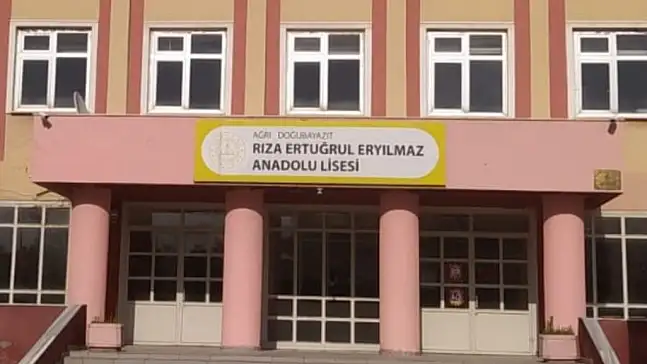 AĞRI DOĞUBAYAZIT
RIZA ERTUĞRUL ERYILMAZ
ANADOLU LİSESİ